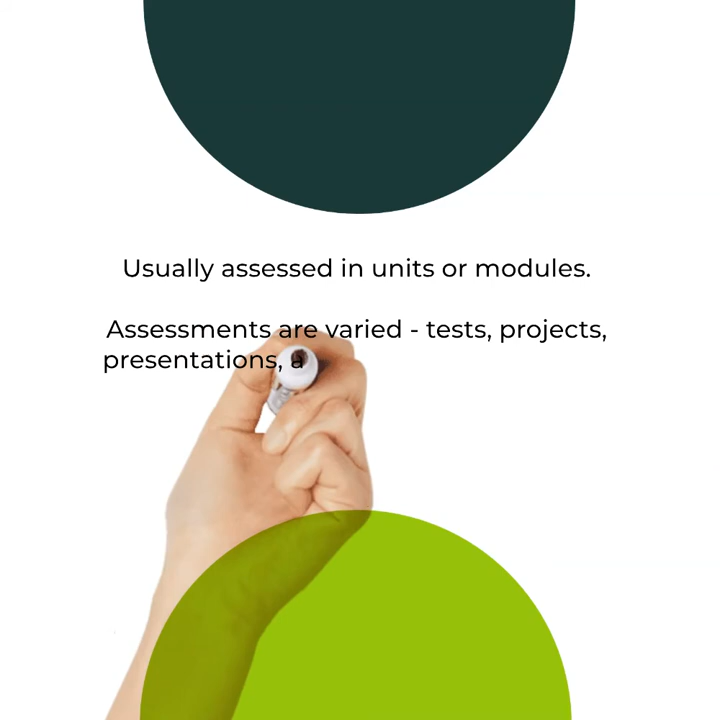 Usually assessed in units or modules.
Assessments are varied - tests, projects,
presentations, a